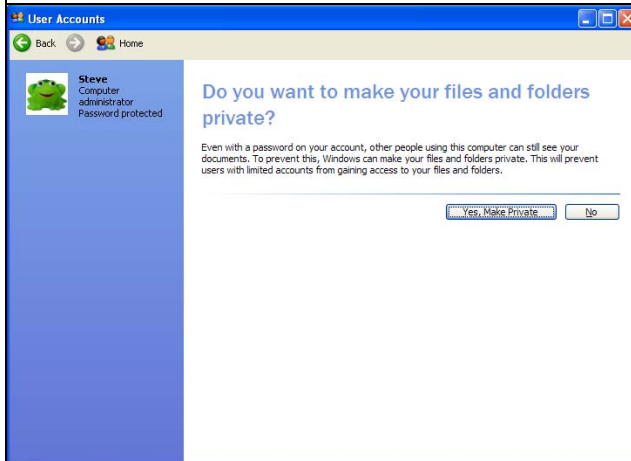 User Accounts
Back Home
Steve
Computer
administrator
Password protected
Do you want to make your files and folders
private?
Even with a password on your account, other people using this computer can still see your
documents. To prevent this, Windows can make your files and folders private. This will prevent
users with limited accounts from gaining access to your files and folders.
Yes, Make Private No